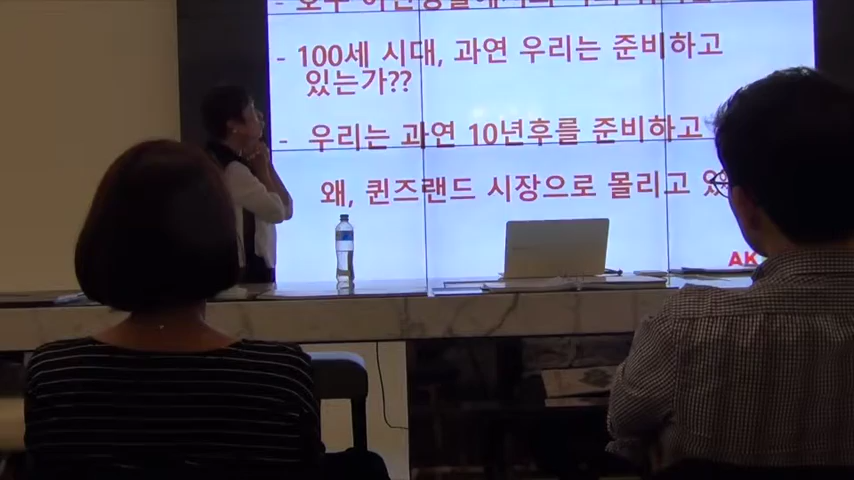 - 100세 시대, 과연 우리는 준비하고
있는가??
- 우리는 과연 10년후를 준비하고,
왜, 퀸즈랜드 시장으로 몰리고
AK